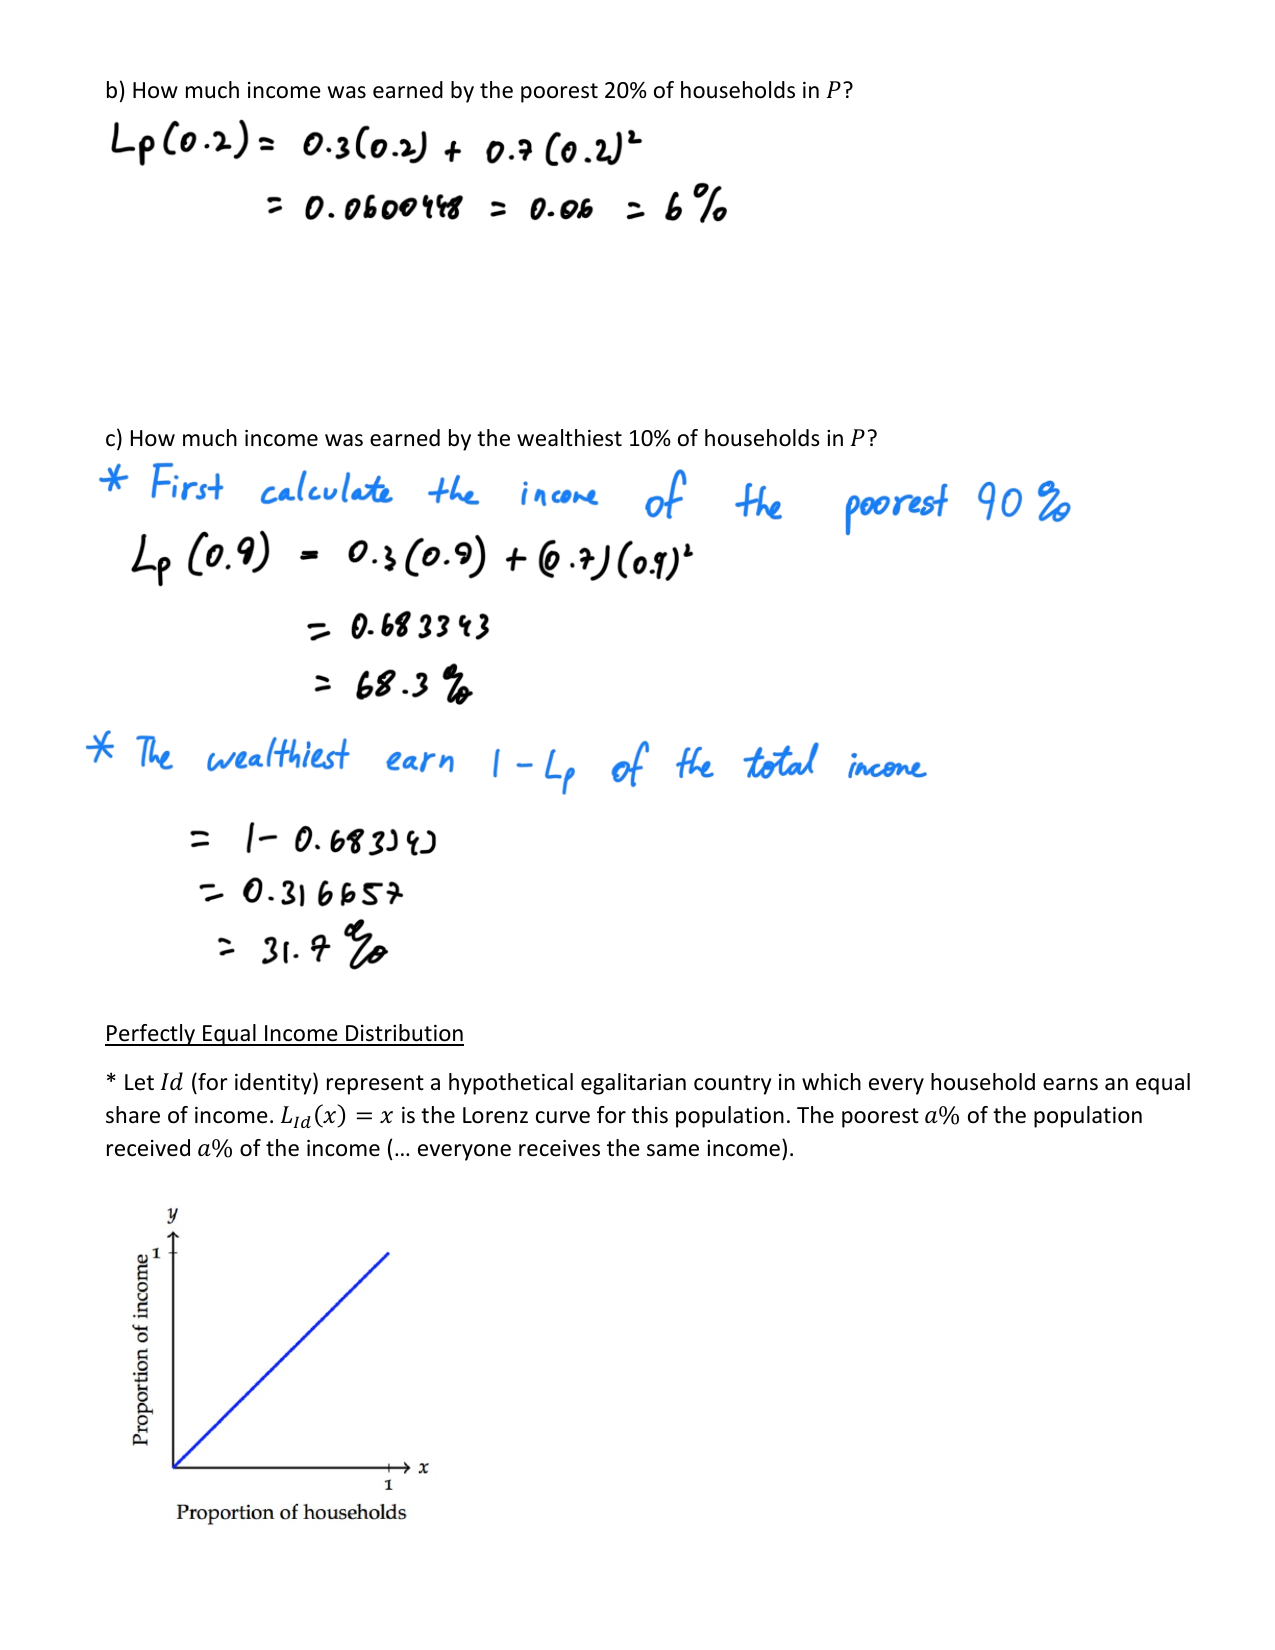 b) How much income was earned by the poorest 20% of households in P?
Lp(0.2) = 0.3(0.2) + 0.7(0.2)²
= 0.0600448 = 0.06 = 6%
c) How much income was earned by the wealthiest 10% of households in P?
* First calculate the income of the poorest 90%
Lp (0.9) = 0.3(0.9) + (0.7)(0.9)²
= 0.683343
= 68.3%
* The wealthiest earn 1 - Lp of the total income
= 1 - 0.683343
= 0.316657
= 31.7%
Perfectly Equal Income Distribution
* Let Id (for identity) represent a hypothetical egalitarian country in which every household earns an equal
share of income. L_Id(x) = x is the Lorenz curve for this population. The poorest a% of the population
received a% of the income (… everyone receives the same income).
y
1
Proportion of income
x
1
Proportion of households